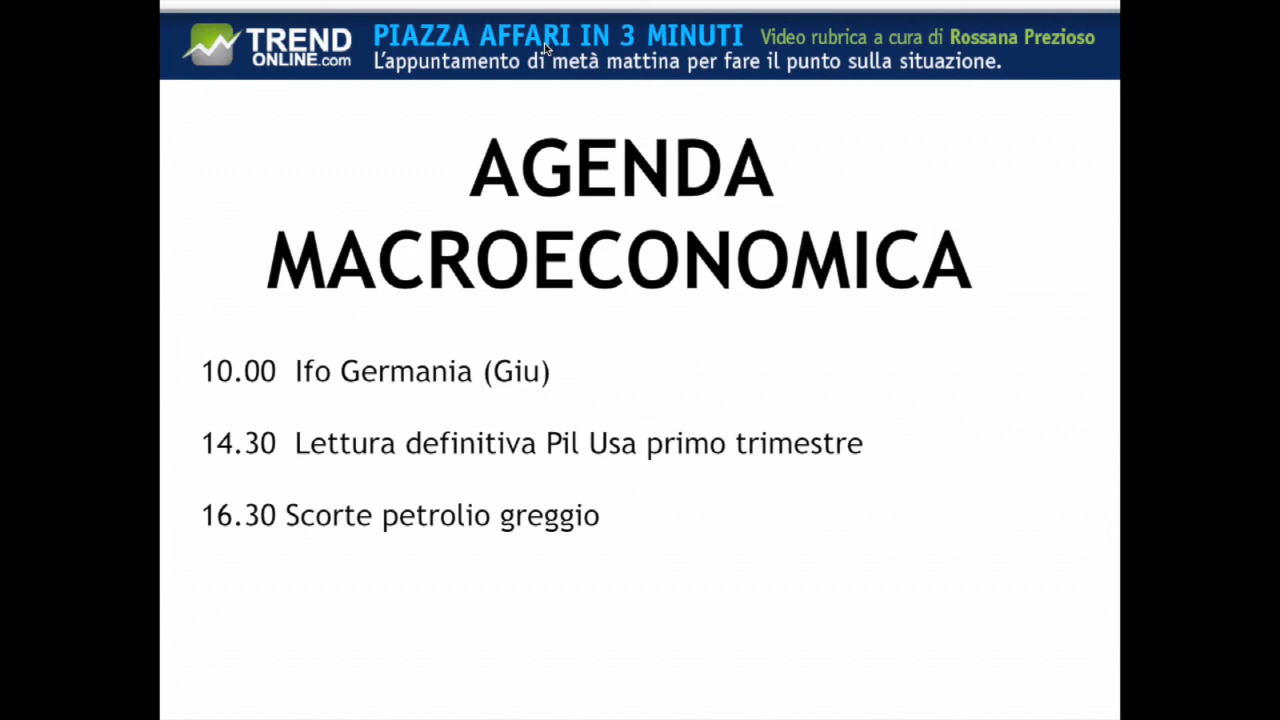 TREND
ONLINE.com
PIAZZA AFFARI IN 3 MINUTI Video rubrica a cura di Rossana Prezioso
L'appuntamento di metà mattina per fare il punto sulla situazione.
AGENDA
MACROECONOMICA
10.00 Ifo Germania (Giu)
14.30 Lettura definitiva Pil Usa primo trimestre
16.30 Scorte petrolio greggio